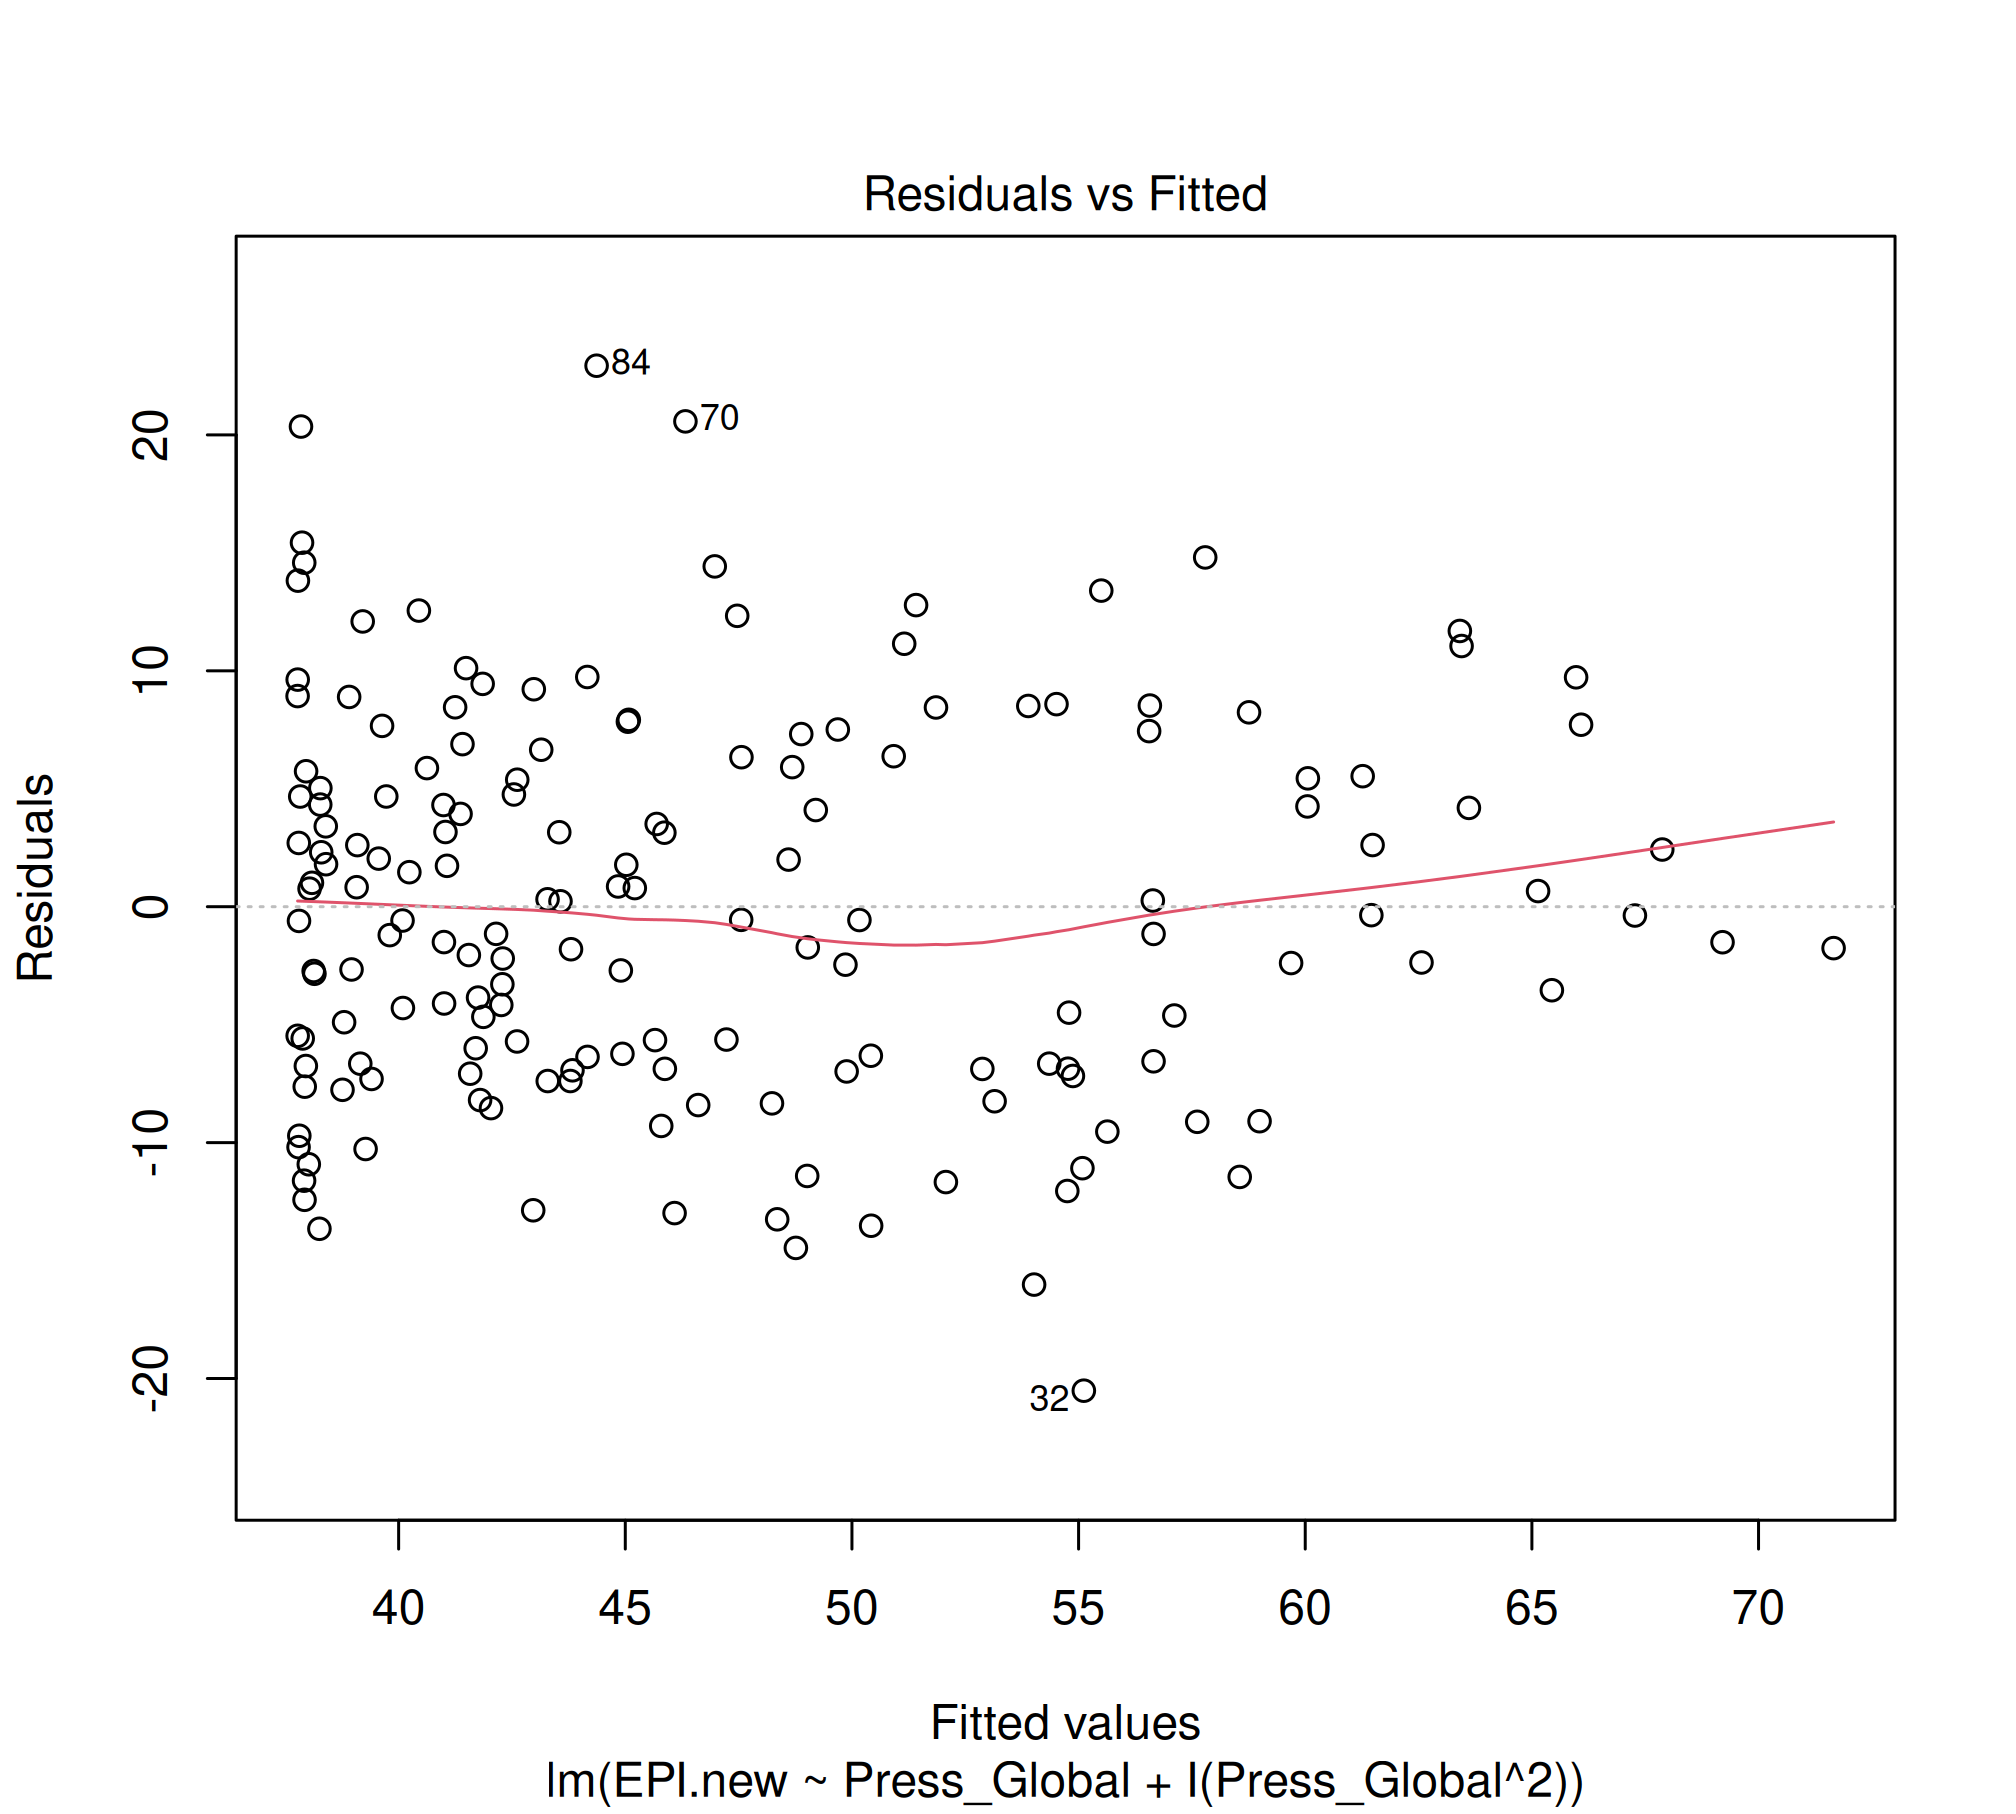 Residuals vs Fitted
84
70
20
10
0
-10
-20
Residuals
32
40 45 50 55 60 65 70
Fitted values
lm(EPI.new ~ Press_Global + I(Press_Global^2))